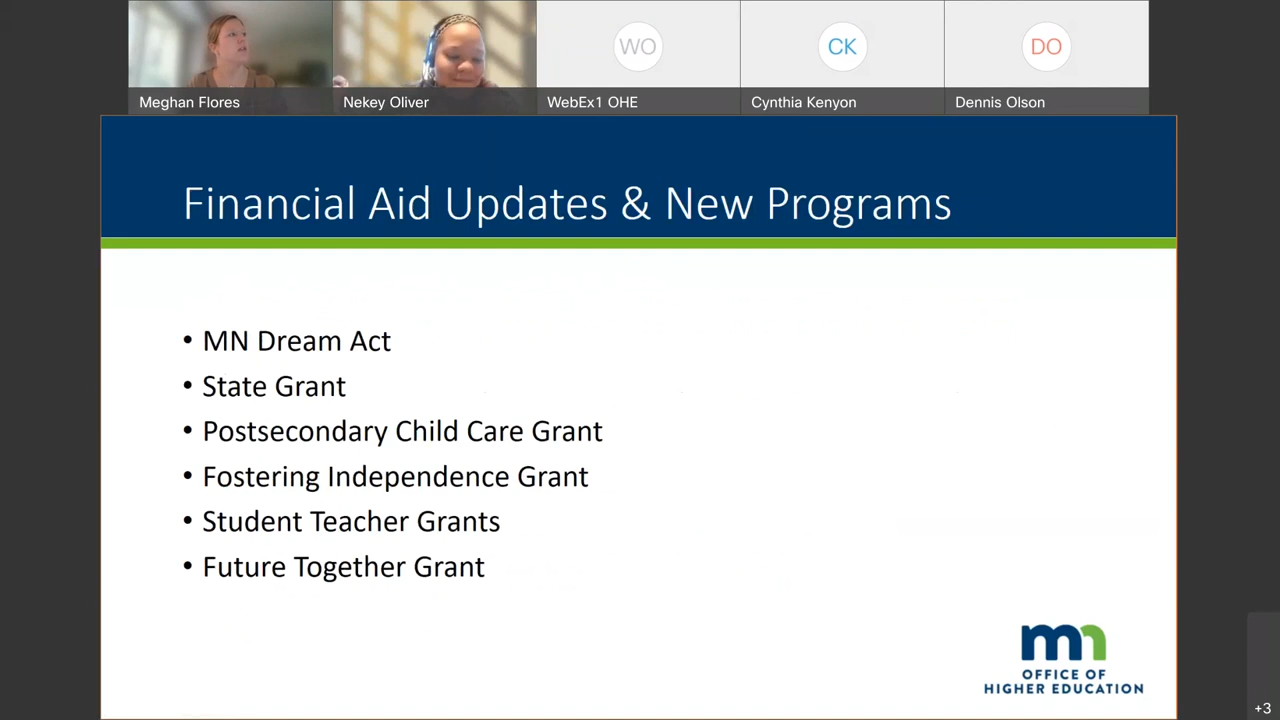 WO
CK
DO
Meghan Flores
Nekey Oliver
WebEx1 OHE
Cynthia Kenyon
Dennis Olson
Financial Aid Updates & New Programs
• MN Dream Act
• State Grant
• Postsecondary Child Care Grant
• Fostering Independence Grant
• Student Teacher Grants
• Future Together Grant
mn
OFFICE OF
HIGHER EDUCATION
+3